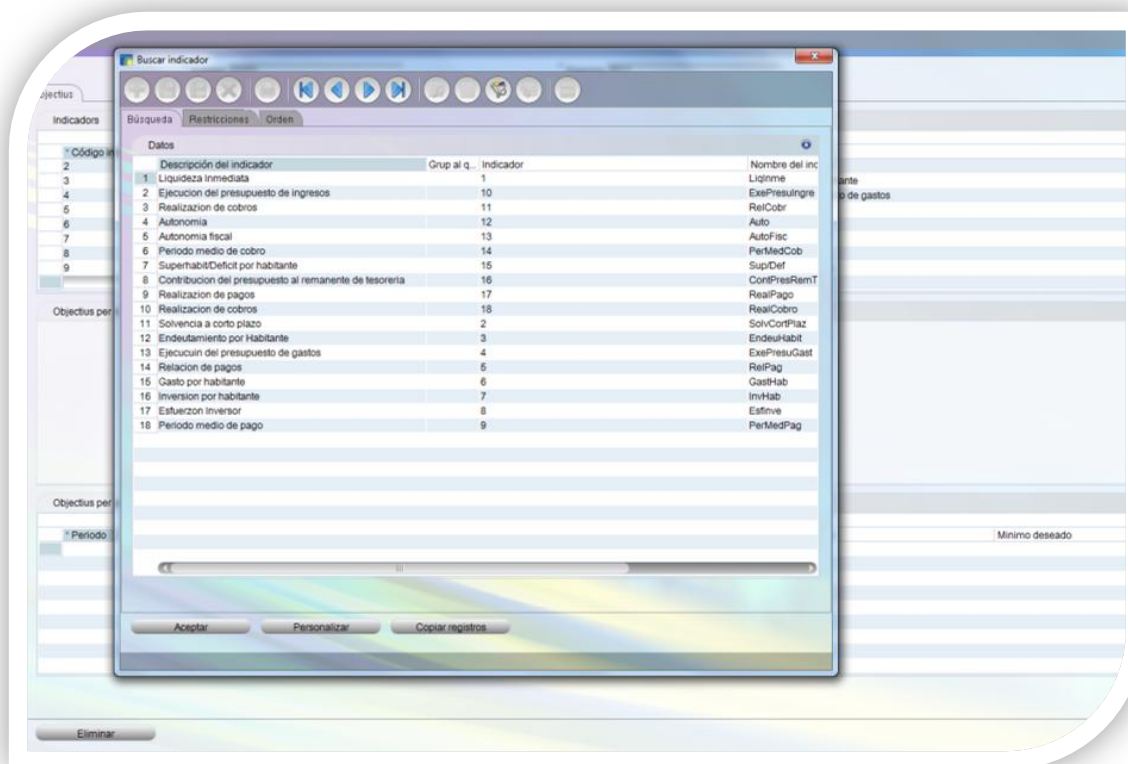 Buscar indicador
Búsqueda Restricciones Orden
Datos
Descripción del indicador Grup al q... Indicador Nombre del inc
1 Liquideza Inmediata 1 LiqInme
2 Ejecucion del presupuesto de ingresos 10 ExePresuIngre
3 Realizazion de cobros 11 RelCobr
4 Autonomia 12 Auto
5 Autonomia fiscal 13 AutoFisc
6 Periodo medio de cobro 14 PerMedCob
7 Superhabit/Deficit por habitante 15 Sup/Def
8 Contribucion del presupuesto al remanente de tesoreria 16 ContPresRemT
9 Realizazion de pagos 17 RealPago
10 Realizacion de cobros 18 RealCobro
11 Solvencia a corto plazo 2 SolvCortPlaz
12 Endeutamiento por Habitante 3 EndeuHabit
13 Ejecucuin del presupuesto de gastos 4 ExePresuGast
14 Relacion de pagos 5 RelPag
15 Gasto por habitante 6 GastHab
16 Inversion por habitante 7 InvHab
17 Esfuerzon Inversor 8 Esfinve
18 Periodo medio de pago 9 PerMedPag
Aceptar Personalizar Copiar registros
ojectius
Indicadors
* Código in
2
3 ante
4 o de gastos
5
6
7
8
9
Objectius per
Objectius per
* Periodo Minimo deseado
Eliminar